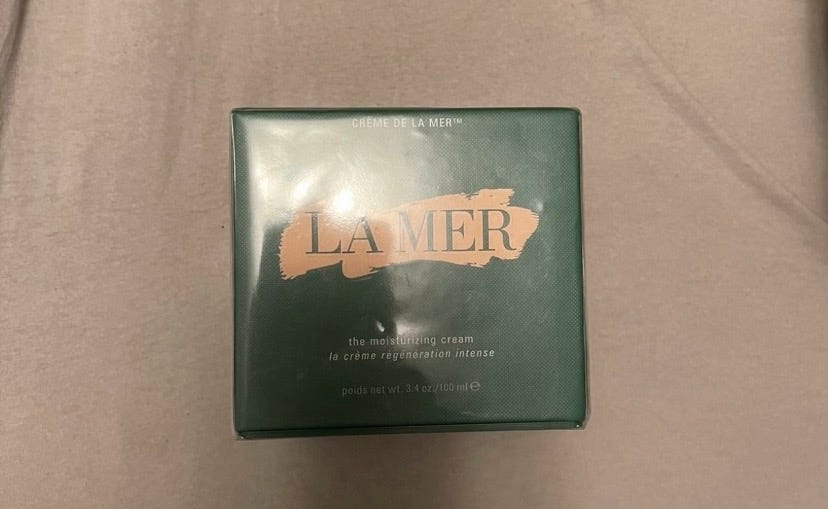 CRÈME DE LA MER™
LA MER
the moisturizing cream
la crème régénération intense
poids net wt. 3.4 oz./100 ml ℮